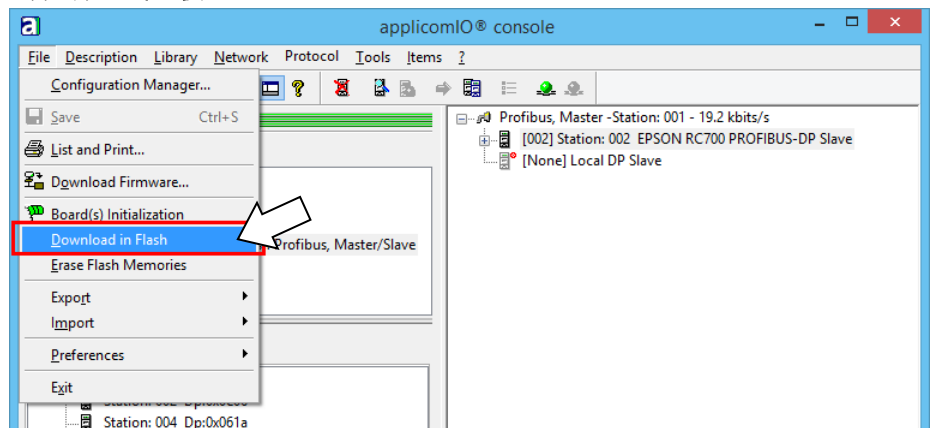 applicomIO® console
File Description Library Network Protocol Tools Items ?
Configuration Manager...
Save Ctrl+S
List and Print...
Download Firmware...
Board(s) Initialization
Download in Flash
Erase Flash Memories
Export
Import
Preferences
Exit
Profibus, Master/Slave
Station: 004 Dp:0x061a
Profibus, Master -Station: 001 - 19.2 kbits/s
[002] Station: 002 EPSON RC700 PROFIBUS-DP Slave
[None] Local DP Slave